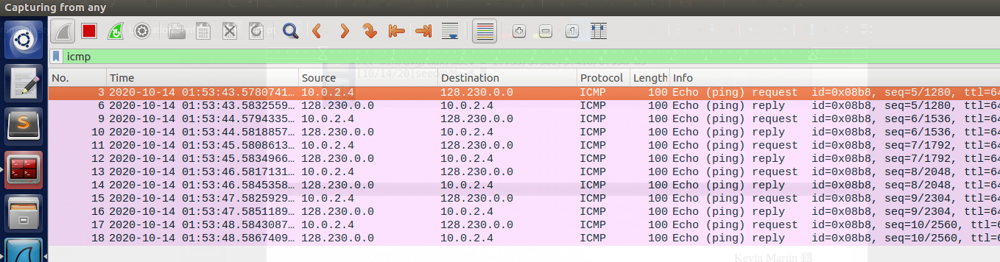 Capturing from any
icmp
No. Time Source Destination Protocol Length Info
3 2020-10-14 01:53:43.5780741… 10.0.2.4 128.230.0.0 ICMP 100 Echo (ping) request id=0x08b8, seq=5/1280, ttl=64
6 2020-10-14 01:53:43.5832559… 128.230.0.0 10.0.2.4 ICMP 100 Echo (ping) reply id=0x08b8, seq=5/1280, ttl=64
9 2020-10-14 01:53:44.5794335… 10.0.2.4 128.230.0.0 ICMP 100 Echo (ping) request id=0x08b8, seq=6/1536, ttl=64
10 2020-10-14 01:53:44.5818857… 128.230.0.0 10.0.2.4 ICMP 100 Echo (ping) reply id=0x08b8, seq=6/1536, ttl=64
11 2020-10-14 01:53:45.5808613… 10.0.2.4 128.230.0.0 ICMP 100 Echo (ping) request id=0x08b8, seq=7/1792, ttl=64
12 2020-10-14 01:53:45.5834966… 128.230.0.0 10.0.2.4 ICMP 100 Echo (ping) reply id=0x08b8, seq=7/1792, ttl=64
13 2020-10-14 01:53:46.5817131… 10.0.2.4 128.230.0.0 ICMP 100 Echo (ping) request id=0x08b8, seq=8/2048, ttl=64
14 2020-10-14 01:53:46.5845358… 128.230.0.0 10.0.2.4 ICMP 100 Echo (ping) reply id=0x08b8, seq=8/2048, ttl=64
15 2020-10-14 01:53:47.5825929… 10.0.2.4 128.230.0.0 ICMP 100 Echo (ping) request id=0x08b8, seq=9/2304, ttl=64
16 2020-10-14 01:53:47.5851189… 128.230.0.0 10.0.2.4 ICMP 100 Echo (ping) reply id=0x08b8, seq=9/2304, ttl=64
17 2020-10-14 01:53:48.5843087… 10.0.2.4 128.230.0.0 ICMP 100 Echo (ping) request id=0x08b8, seq=10/2560, ttl=6
18 2020-10-14 01:53:48.5867409… 128.230.0.0 10.0.2.4 ICMP 100 Echo (ping) reply id=0x08b8, seq=10/2560, ttl=6
Kevin Martin 13